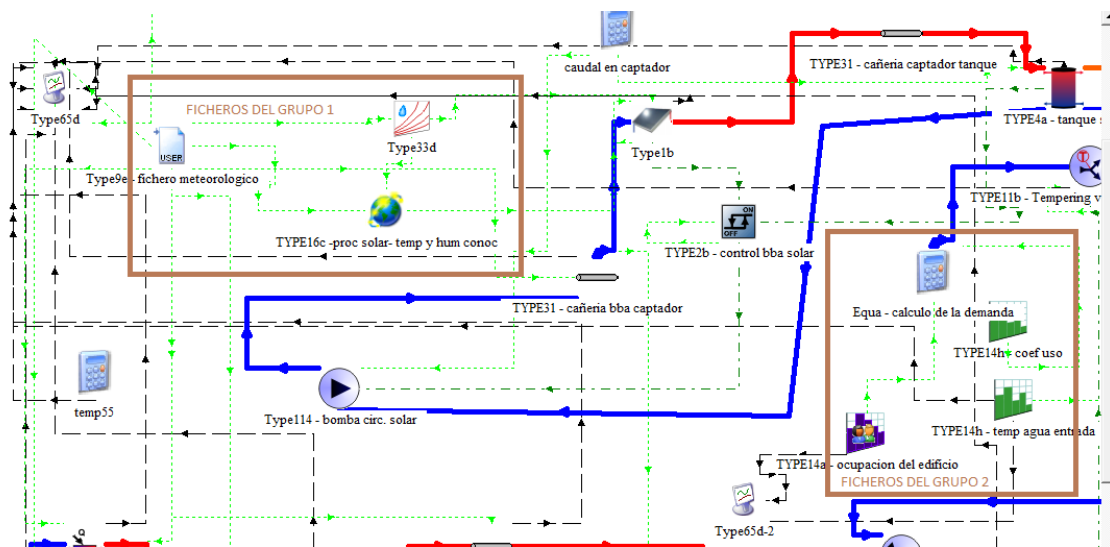 caudal en captador
TYPE31 - cañeria captador tanque
Type65d
FICHEROS DEL GRUPO 1
USER
Type33d
Type1b
TYPE4a - tanque s
Type9e - fichero meteorologico
TYPE11b - Tempering v
TYPE16c -proc solar- temp y hum conoc
ON
OFF
TYPE2b - control bba solar
TYPE31 - cañeria bba captador
Equa - calculo de la demanda
TYPE14h - coef uso
temp55
Type114 - bomba circ. solar
TYPE14h - temp agua entrada
TYPE14a - ocupacion del edificio
FICHEROS DEL GRUPO 2
Type65d-2